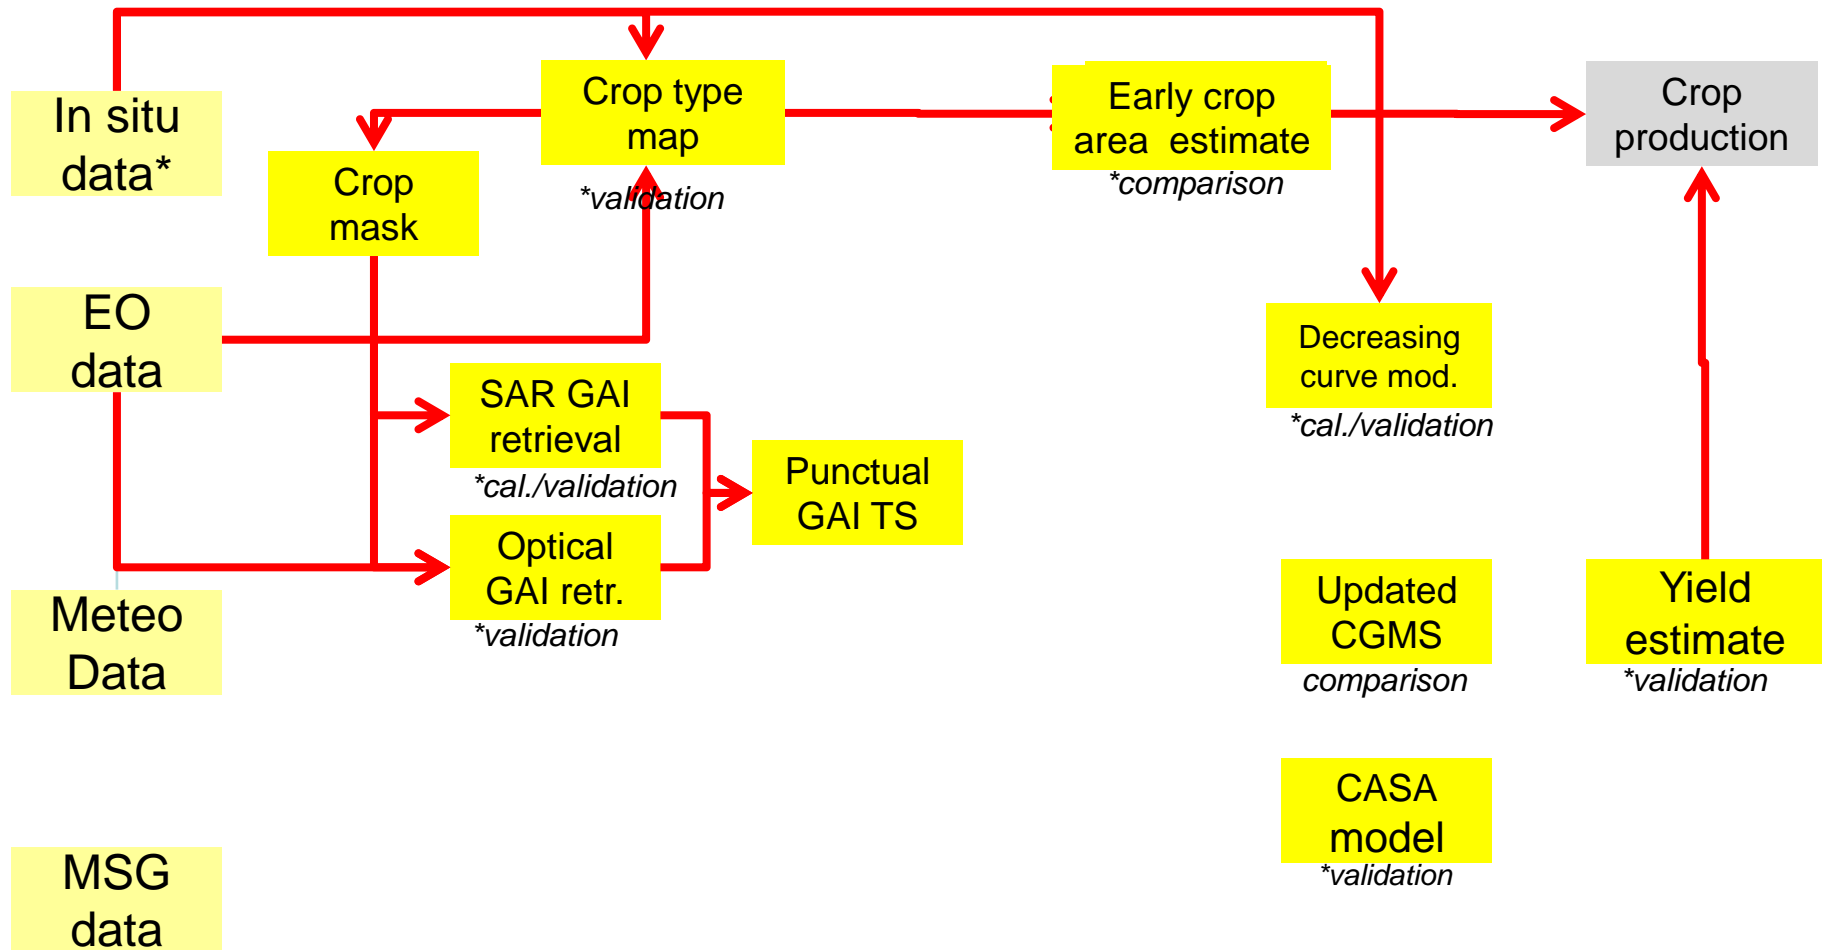 In situ
data*
EO
data
Meteo
Data
MSG
data
Crop
mask
Crop type
map
*validation
SAR GAI
retrieval
*cal./validation
Optical
GAI retr.
*validation
Punctual
GAI TS
Early crop
area estimate
*comparison
Decreasing
curve mod.
*cal./validation
Updated
CGMS
comparison
CASA
model
*validation
Crop
production
Yield
estimate
*validation